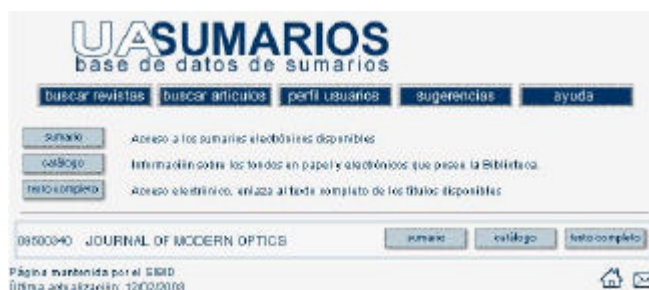 UASUMARIOS
base de datos de sumarios
buscar revistas buscar articulos perfil usuarios sugerencias ayuda
sumario Acceso a los sumarios electrónicos disponibles
catálogo Información sobre los fondos en papel y electrónicos que posee la Biblioteca.
texto completo Acceso electrónico, enlaza al texto completo de los títulos disponibles
09500340 JOURNAL OF MODERN OPTICS sumario catálogo texto completo
Página mantenida por el SIBID
Última actualización: 12/02/2003